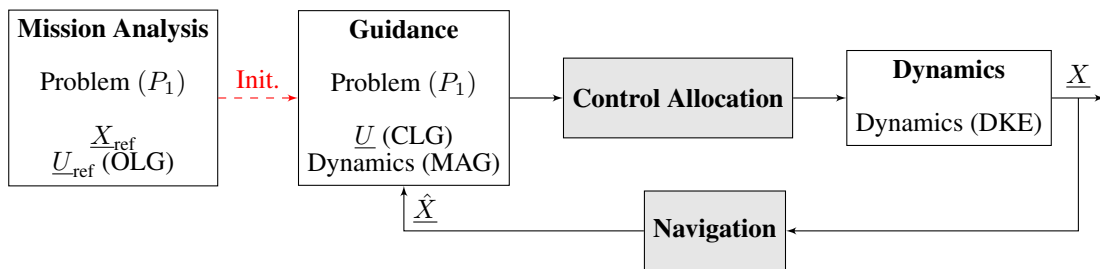 Mission Analysis
Problem (P₁)
X_ref
U_ref (OLG)
Init.
Guidance
Problem (P₁)
U (CLG)
Dynamics (MAG)
Control Allocation
Dynamics
Dynamics (DKE)
X
X̂
Navigation